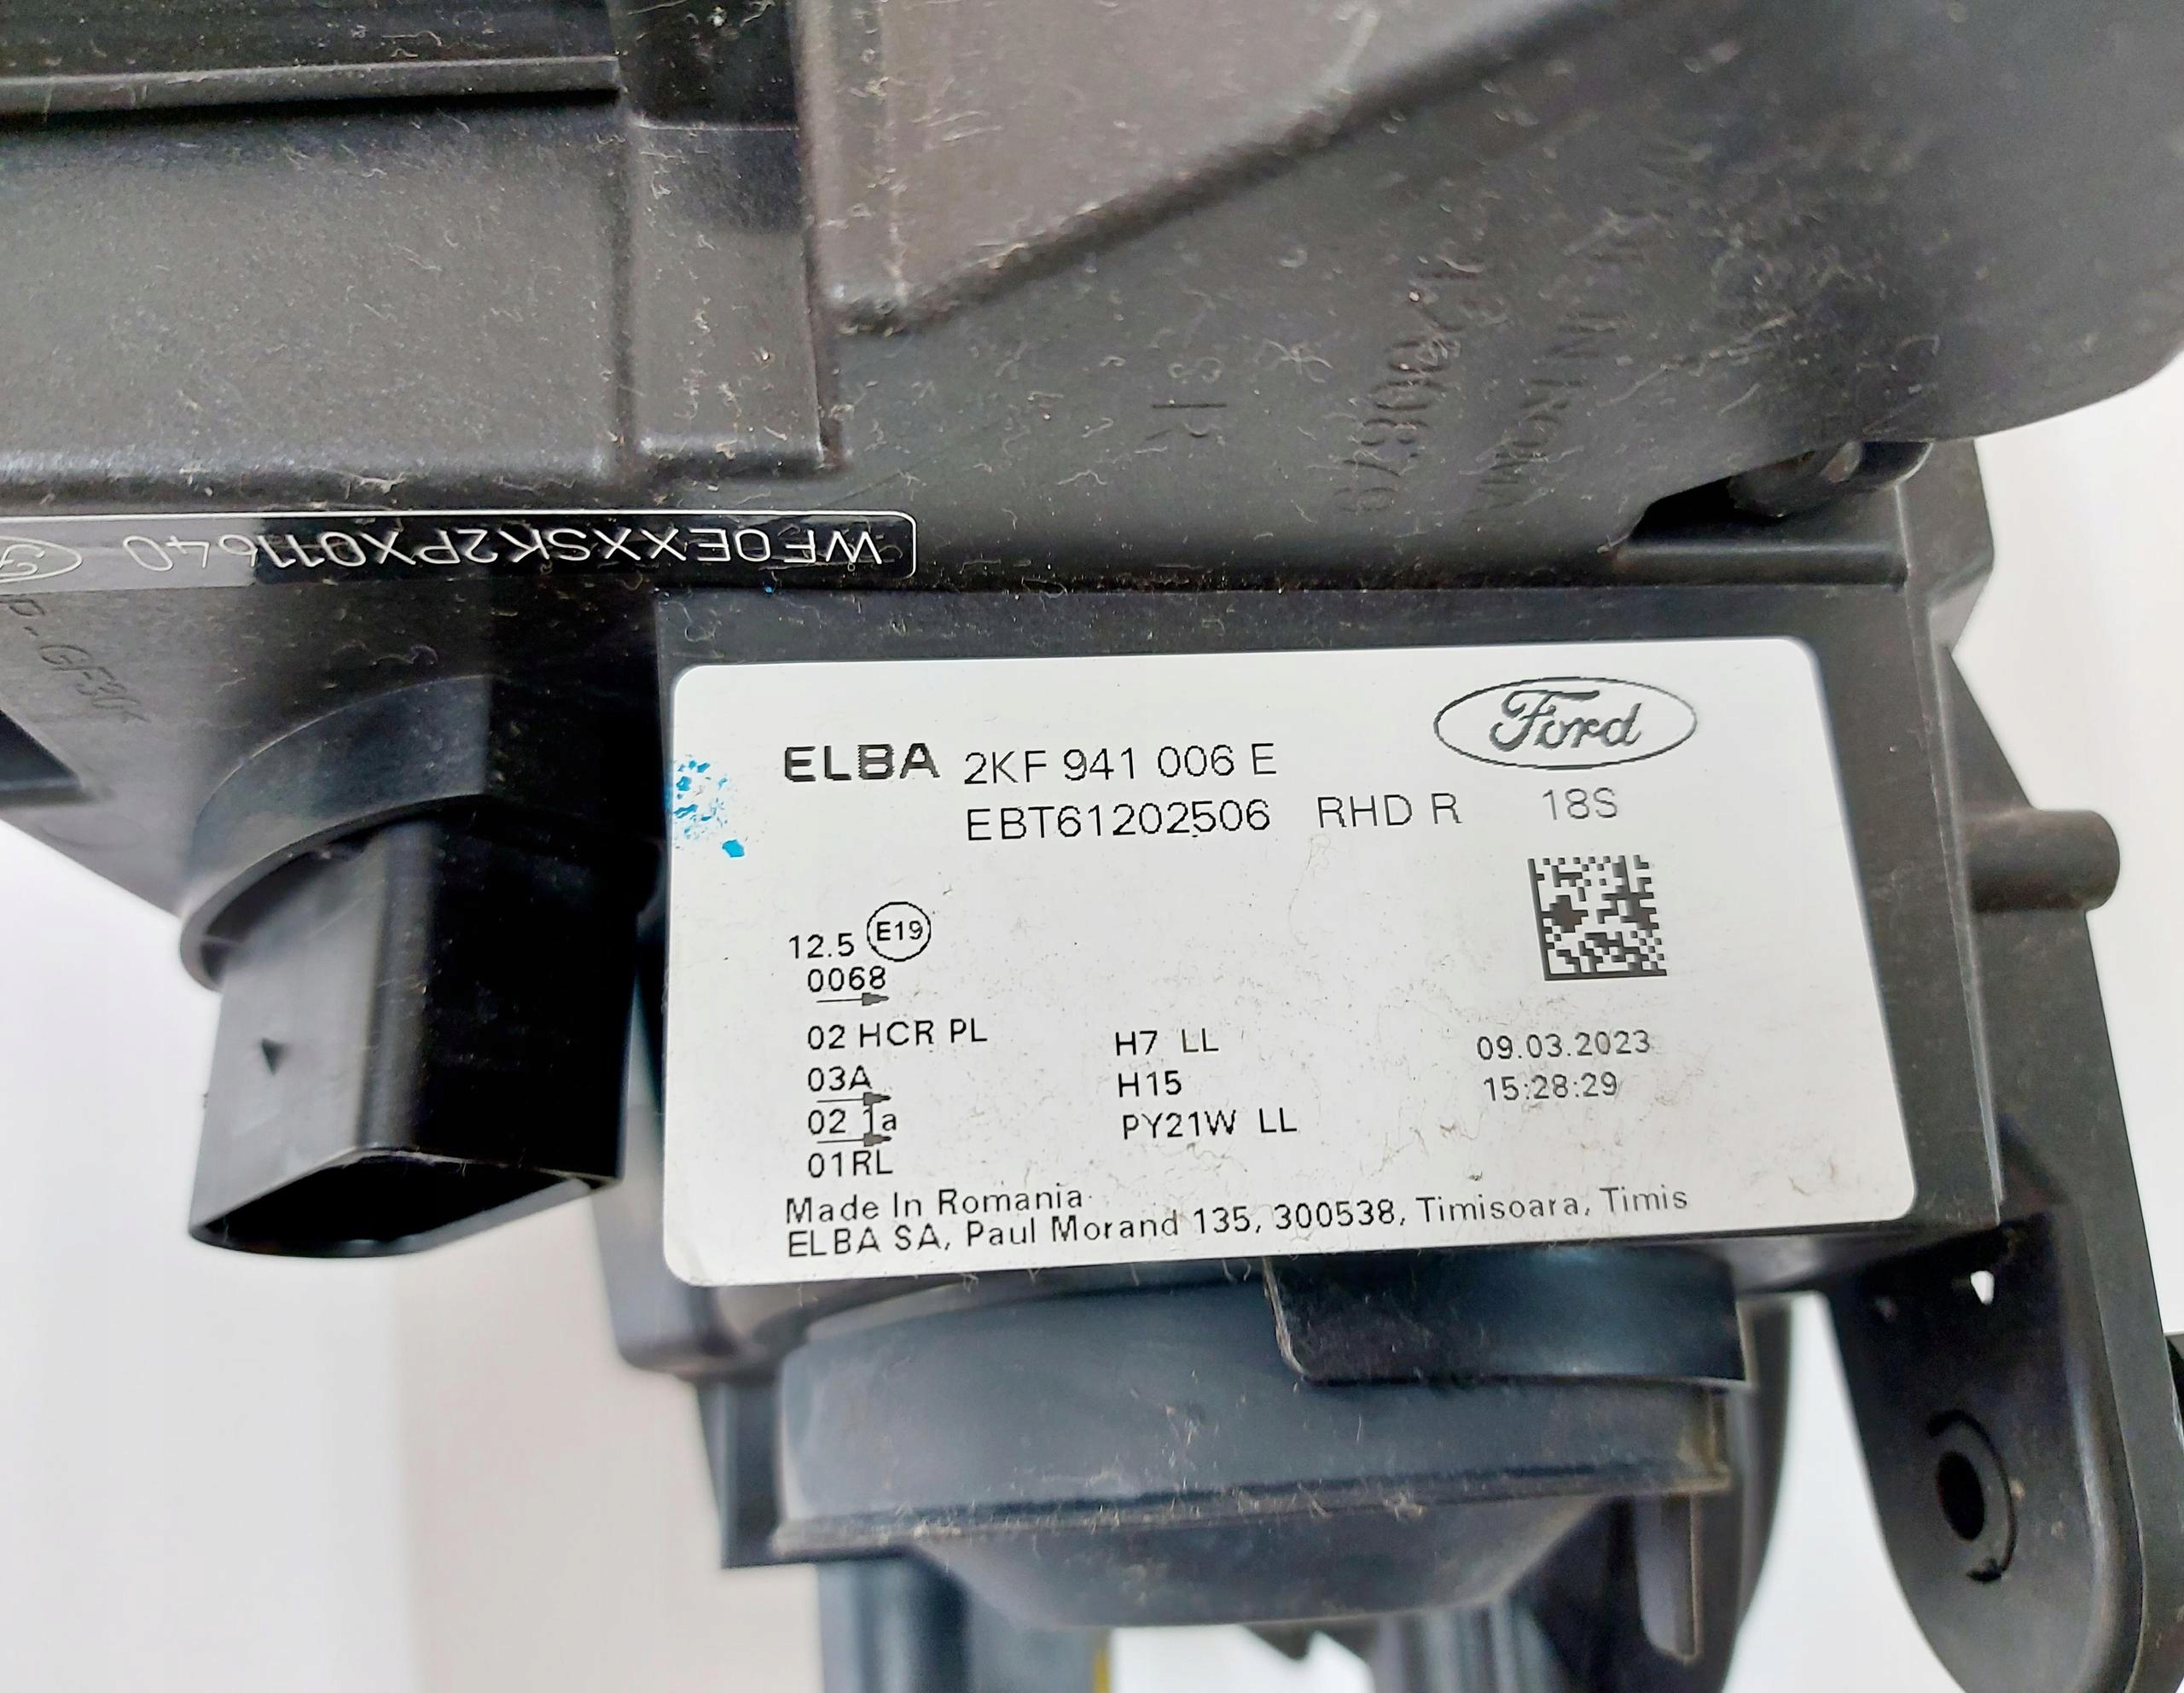 WF0EXXSK2PX011640
Ford
ELBA 2KF 941 006 E
EBT61202506 RHD R 18S
12.5 E19
0068
02 HCR PL H7 LL
03A H15
02 1a PY21W LL
01RL
09.03.2023
15:28:29
Made In Romania
ELBA SA, Paul Morand 135, 300538, Timisoara, Timis